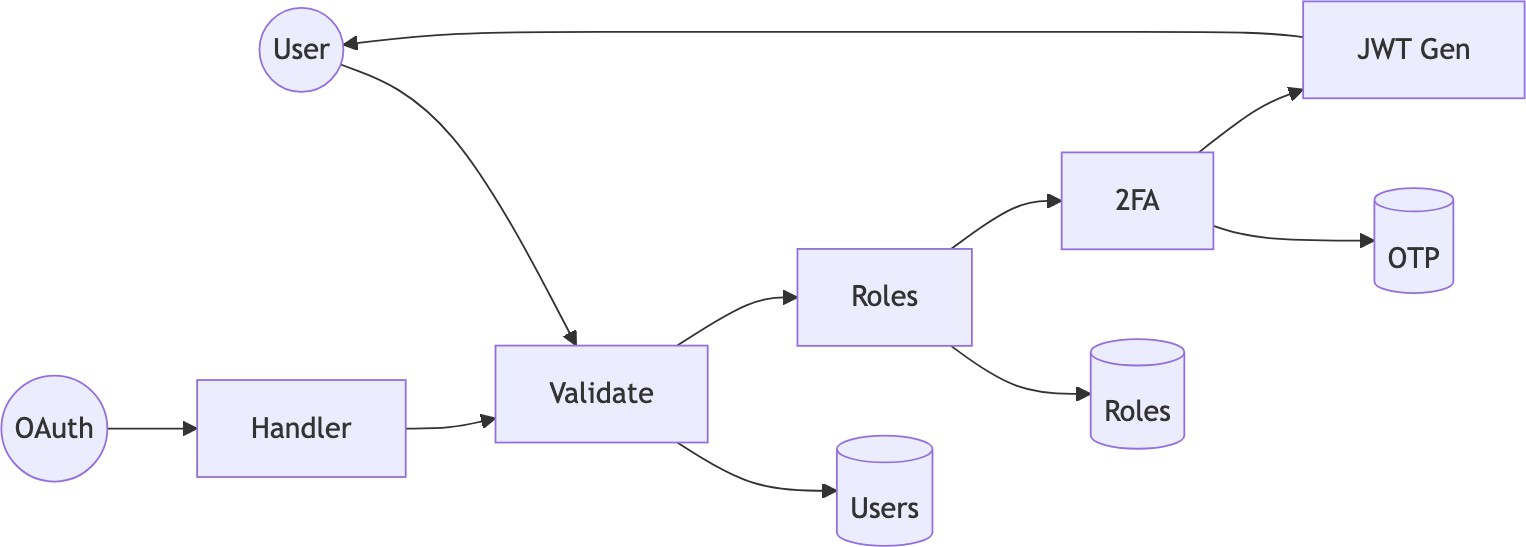 User
JWT Gen
2FA
OTP
Roles
Roles
Validate
OAuth
Handler
Users